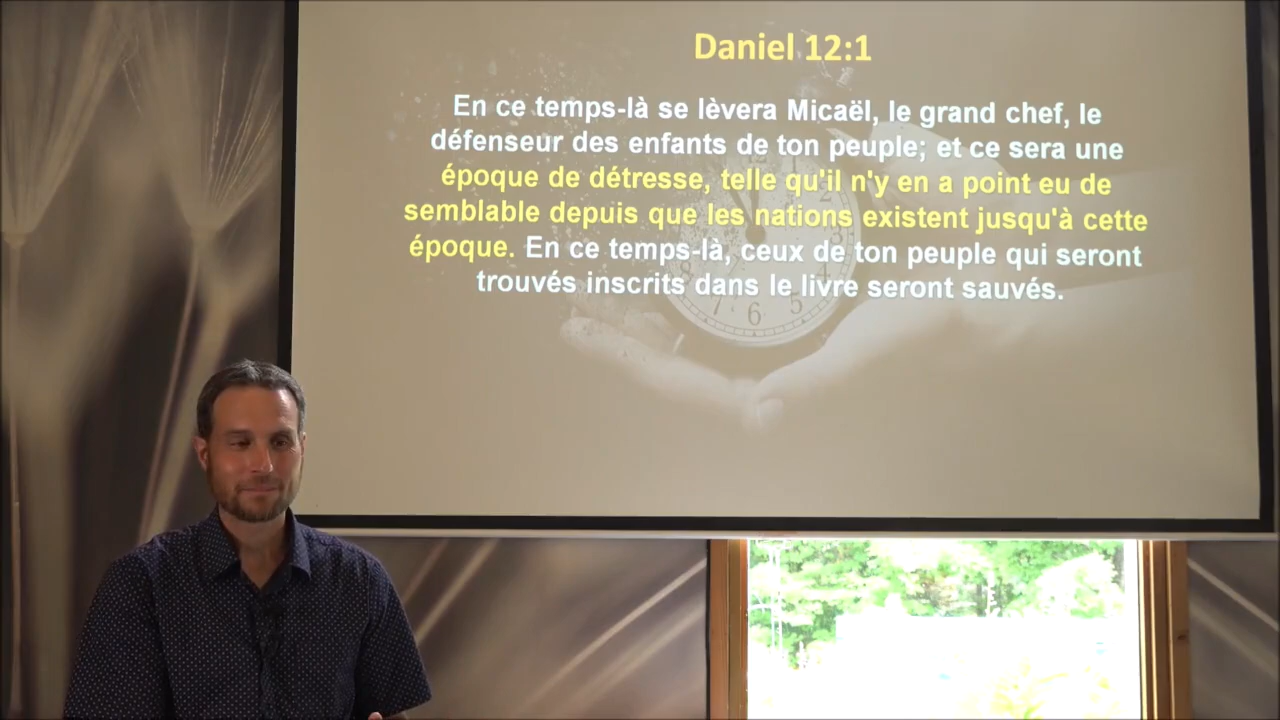 Daniel 12:1
En ce temps-là se lèvera Micaël, le grand chef, le
défenseur des enfants de ton peuple; et ce sera une
époque de détresse, telle qu'il n'y en a point eu de
semblable depuis que les nations existent jusqu'à cette
époque. En ce temps-là, ceux de ton peuple qui seront
trouvés inscrits dans le livre seront sauvés.